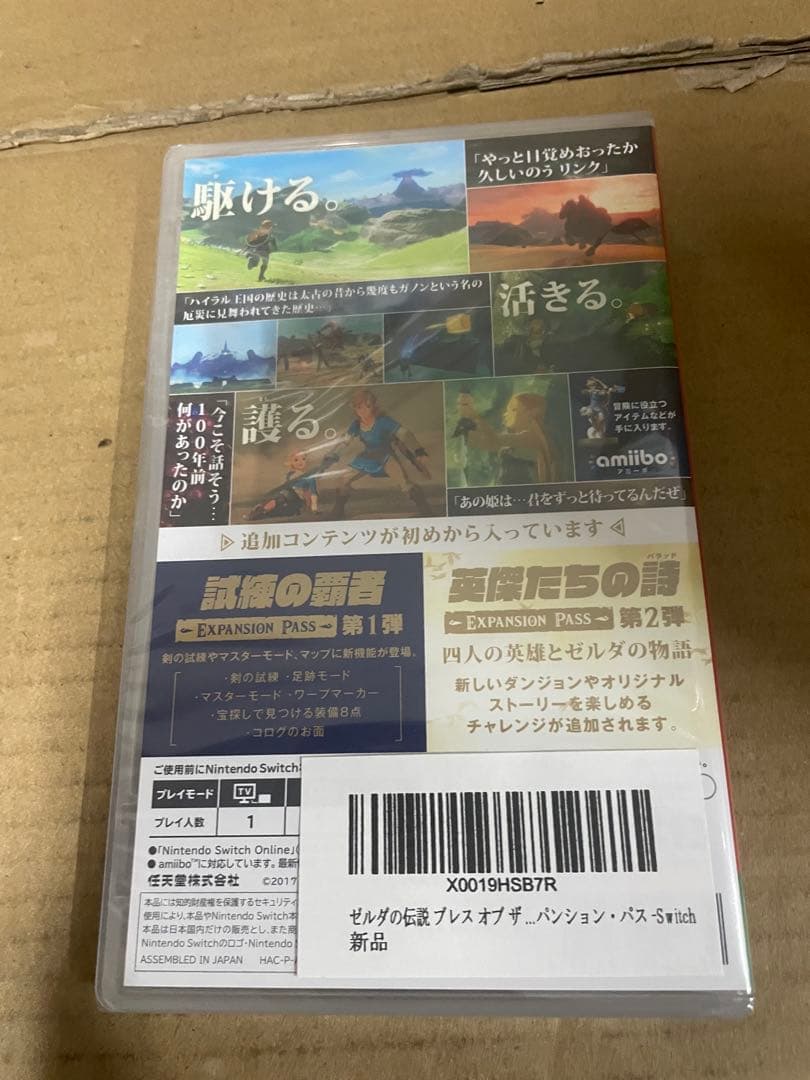 駆ける。
「やっと目覚めおったか
久しいのう リンク」
「ハイラル王国の歴史は太古の昔から幾度もガノンという名の
厄災に見舞われてきた歴史…」
活きる。
「今こそ話そう…
100年前
何があったのか」
護る。
冒険に役立つ
アイテムなどが
手に入ります。
amiibo
アミーボ
「あの姫は… 君をずっと待ってるんだぜ」
追加コンテンツが初めから入っています
試練の覇者
EXPANSION PASS 第1弾
剣の試練やマスターモード、マップに新機能が登場。
・剣の試練 ・足跡モード
・マスターモード ・ワープマーカー
・宝探しで見つける装備8点
・コログのお面
バラッド
英傑たちの詩
EXPANSION PASS 第2弾
四人の英雄とゼルダの物語
新しいダンジョンやオリジナル
ストーリーを楽しめる
チャレンジが追加されます。
ご使用前にNintendo Switch
プレイモード TV
プレイ人数 1
●「Nintendo Switch Online」
●amiibo™に対応しています。最新
任天堂株式会社 ©2017
本品には知的財産権を保護するセキュリティ
使用により、本品やNintendo Switch本
本品は日本国内だけの販売とし、また商
Nintendo Switchのロゴ・Nintendo S
ASSEMBLED IN JAPAN HAC-P-A
X0019HSB7R
ゼルダの伝説 ブレス オブ ザ ...パンション・パス -Switch
新品